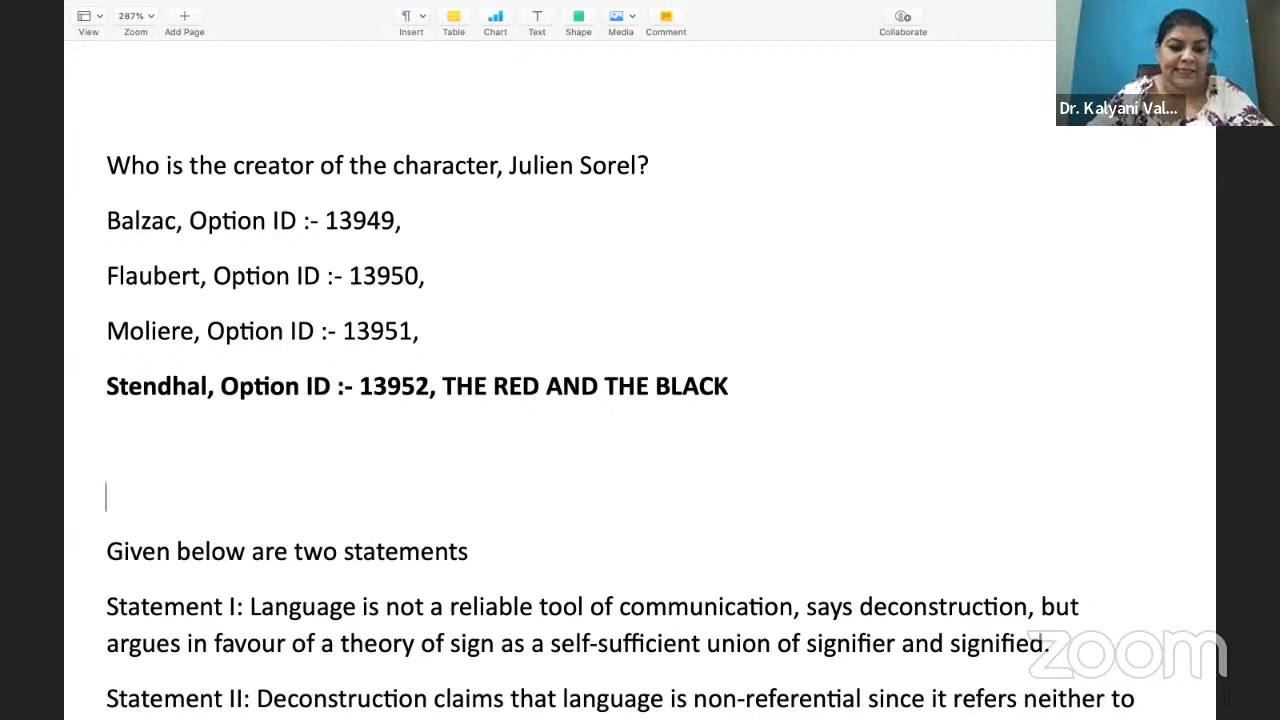 View
287%
Zoom
Add Page
Insert
Table
Chart
Text
Shape
Media
Comment
Collaborate
Dr. Kalyani Val...
Who is the creator of the character, Julien Sorel?
Balzac, Option ID :- 13949,
Flaubert, Option ID :- 13950,
Moliere, Option ID :- 13951,
Stendhal, Option ID :- 13952, THE RED AND THE BLACK
Given below are two statements
Statement I: Language is not a reliable tool of communication, says deconstruction, but
argues in favour of a theory of sign as a self-sufficient union of signifier and signified.
zoom
Statement II: Deconstruction claims that language is non-referential since it refers neither to